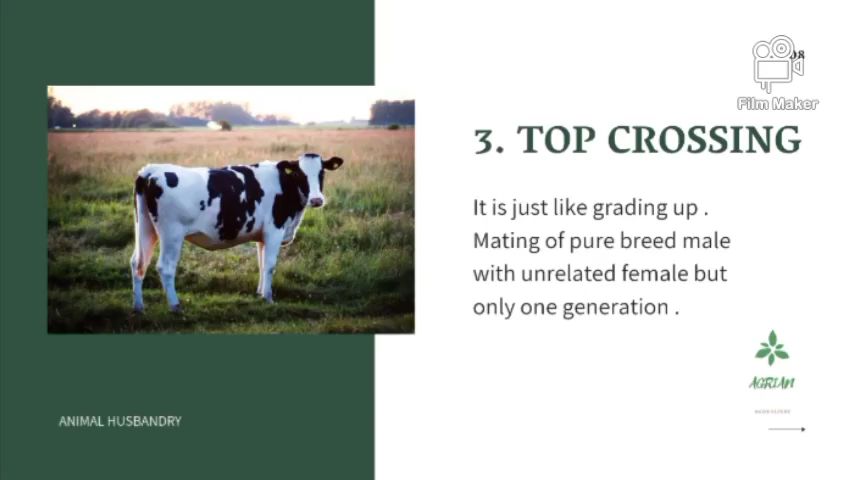 08
Film Maker
3. TOP CROSSING
It is just like grading up .
Mating of pure breed male
with unrelated female but
only one generation .
AGRIAN
ANIMAL HUSBANDRY